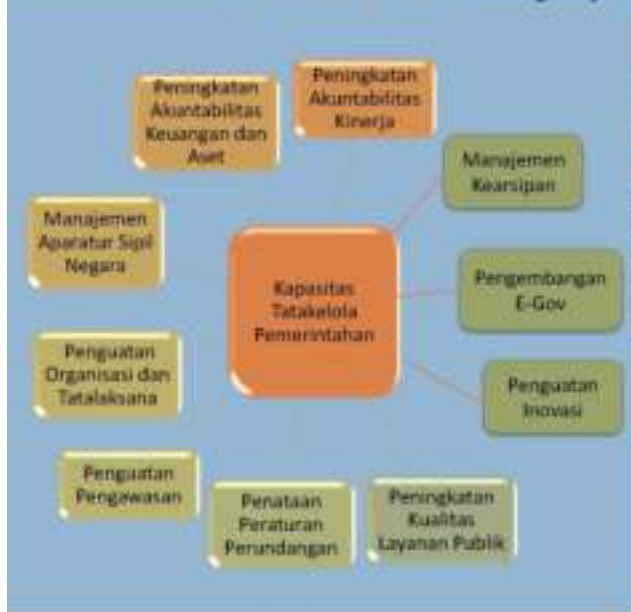 Peningkatan
Akuntabilitas
Kinerja
Peningkatan
Akuntabilitas
Keuangan dan
Aset
Manajemen
Kearsipan
Manajemen
Aparatur Sipil
Negara
Kapasitas
Tatakelola
Pemerintahan
Pengembangan
E-Gov
Penguatan
Organisasi dan
Tatalaksana
Penguatan
Inovasi
Penguatan
Pengawasan
Penataan
Peraturan
Perundangan
Peningkatan
Kualitas
Layanan Publik